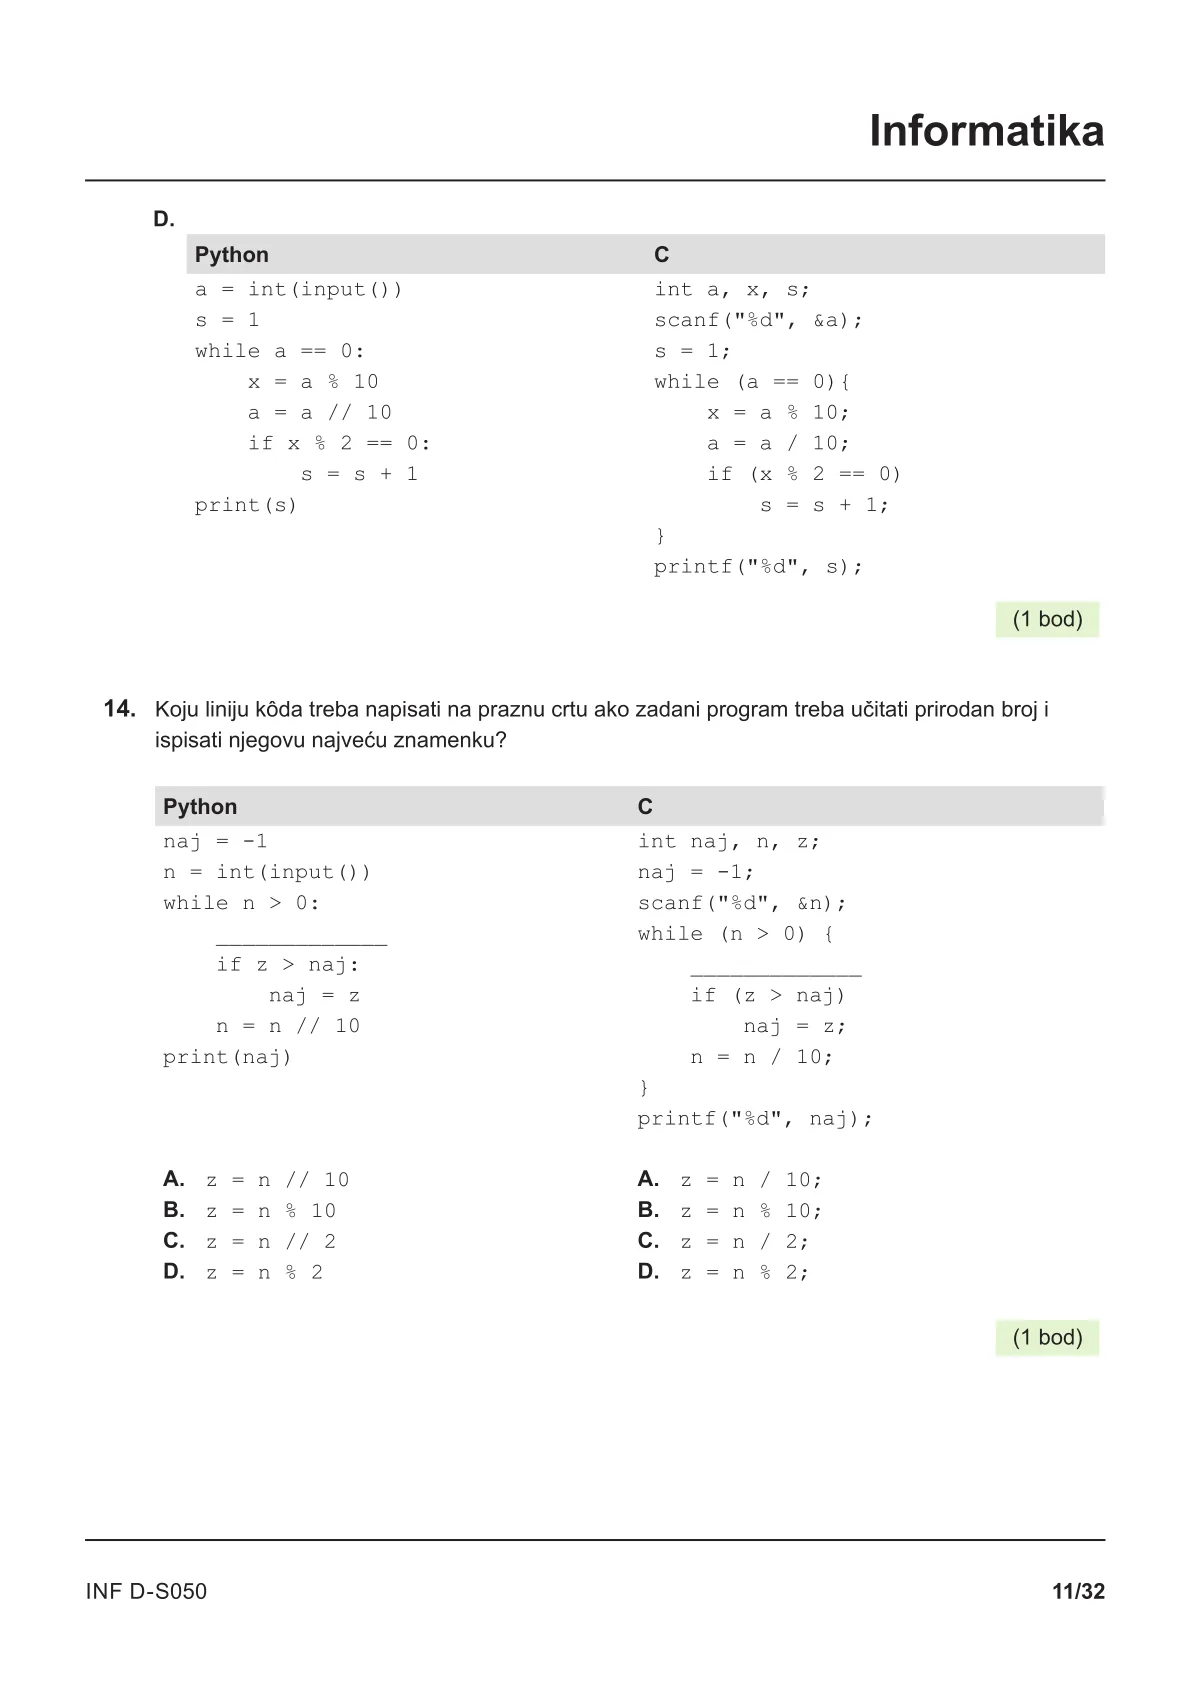 Informatika
D.
Python
a = int(input())
s = 1
while a == 0:
    x = a % 10
    a = a // 10
    if x % 2 == 0:
        s = s + 1
print(s)
C
int a, x, s;
scanf("%d", &a);
s = 1;
while (a == 0){
    x = a % 10;
    a = a / 10;
    if (x % 2 == 0)
        s = s + 1;
}
printf("%d", s);
(1 bod)
14. Koju liniju kôda treba napisati na praznu crtu ako zadani program treba učitati prirodan broj i
ispisati njegovu najveću znamenku?
Python
naj = -1
n = int(input())
while n > 0:
    _____________
    if z > naj:
        naj = z
    n = n // 10
print(naj)
A. z = n // 10
B. z = n % 10
C. z = n // 2
D. z = n % 2
C
int naj, n, z;
naj = -1;
scanf("%d", &n);
while (n > 0) {
    _____________
    if (z > naj)
        naj = z;
    n = n / 10;
}
printf("%d", naj);
A. z = n / 10;
B. z = n % 10;
C. z = n / 2;
D. z = n % 2;
(1 bod)
INF D-S050
11/32